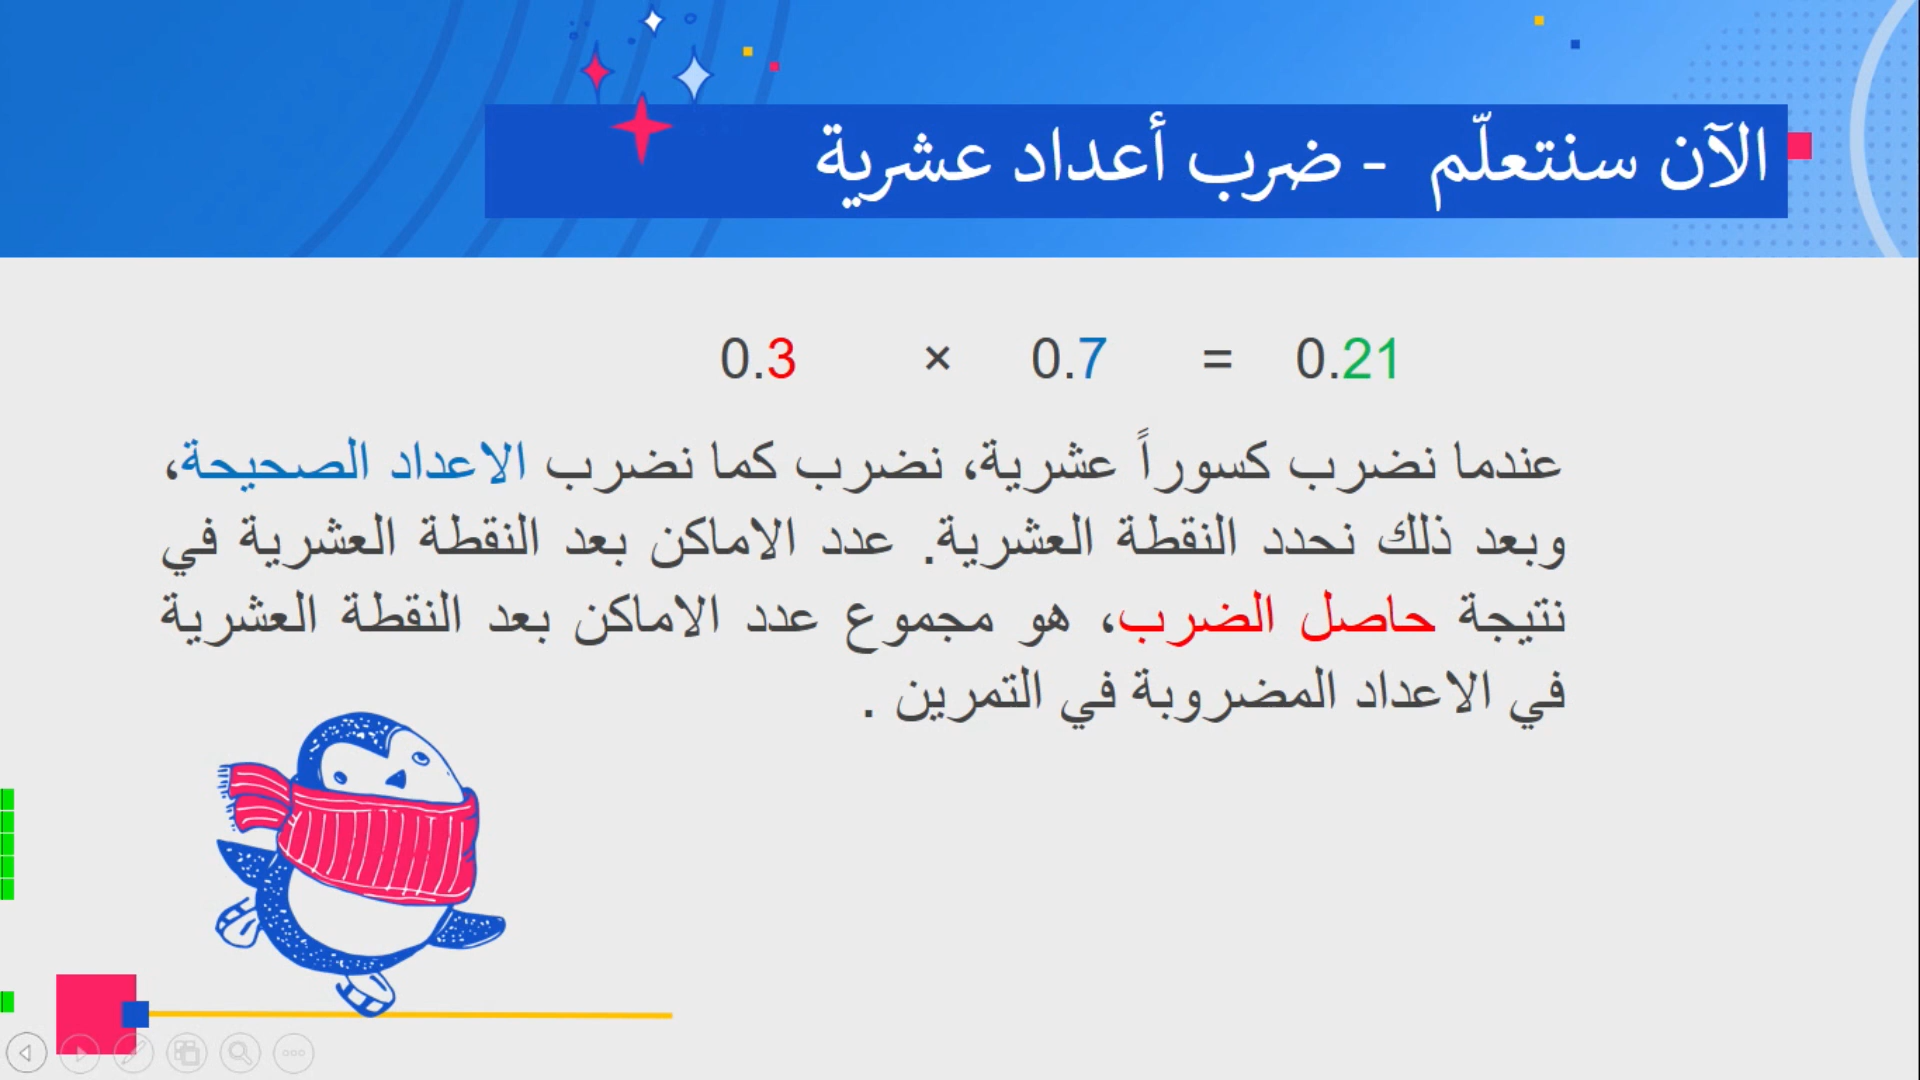 الآن سنتعلّم - ضرب أعداد عشرية
0.3 × 0.7 = 0.21
عندما نضرب كسوراً عشرية، نضرب كما نضرب الاعداد الصحيحة،
وبعد ذلك نحدد النقطة العشرية. عدد الاماكن بعد النقطة العشرية في
نتيجة حاصل الضرب، هو مجموع عدد الاماكن بعد النقطة العشرية
في الاعداد المضروبة في التمرين .